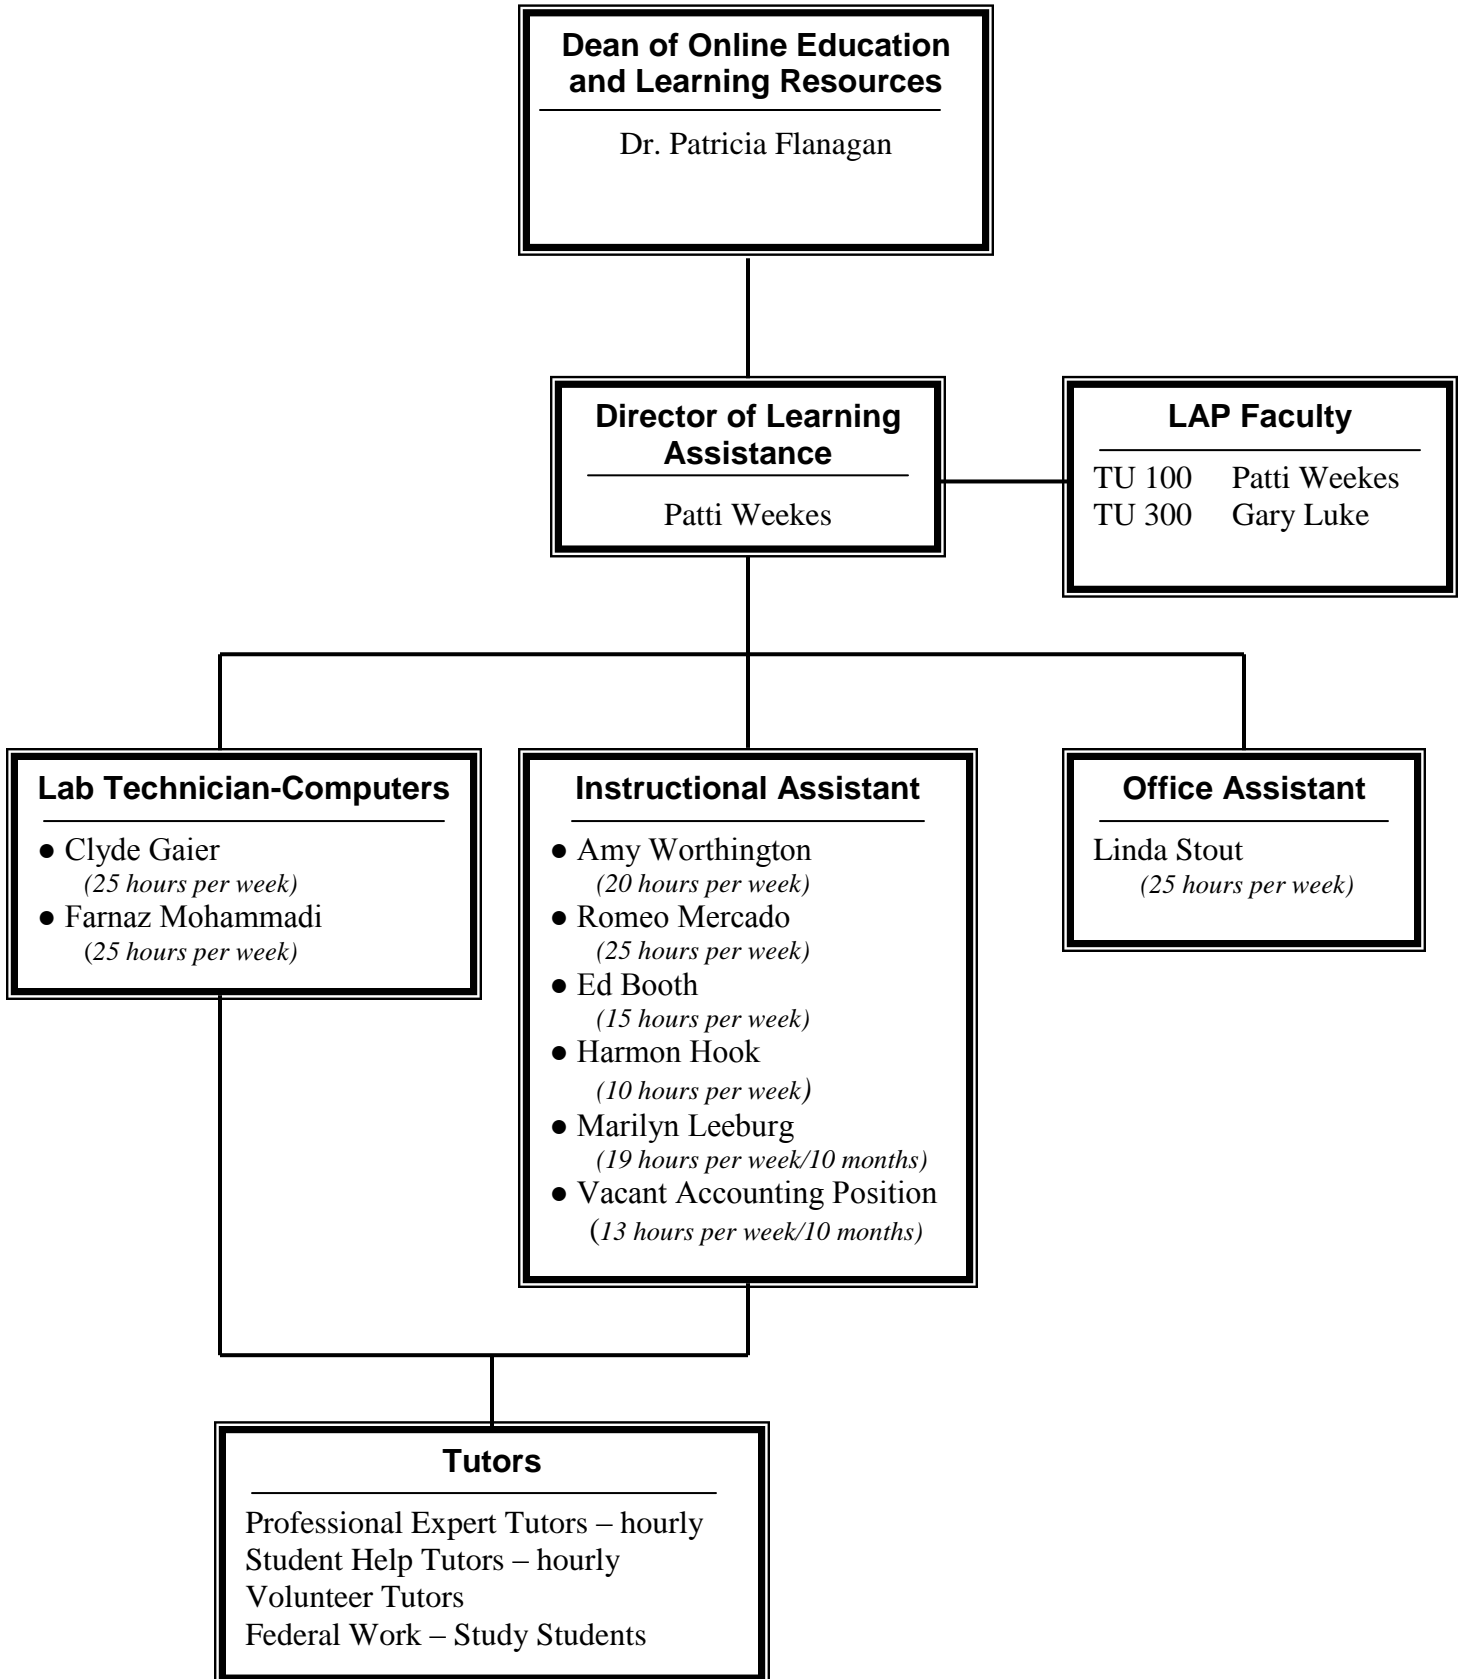 Dean of Online Education
and Learning Resources
Dr. Patricia Flanagan
Director of Learning
Assistance
Patti Weekes
LAP Faculty
TU 100 Patti Weekes
TU 300 Gary Luke
Lab Technician-Computers
● Clyde Gaier
(25 hours per week)
● Farnaz Mohammadi
(25 hours per week)
Instructional Assistant
● Amy Worthington
(20 hours per week)
● Romeo Mercado
(25 hours per week)
● Ed Booth
(15 hours per week)
● Harmon Hook
(10 hours per week)
● Marilyn Leeburg
(19 hours per week/10 months)
● Vacant Accounting Position
(13 hours per week/10 months)
Office Assistant
Linda Stout
(25 hours per week)
Tutors
Professional Expert Tutors – hourly
Student Help Tutors – hourly
Volunteer Tutors
Federal Work – Study Students